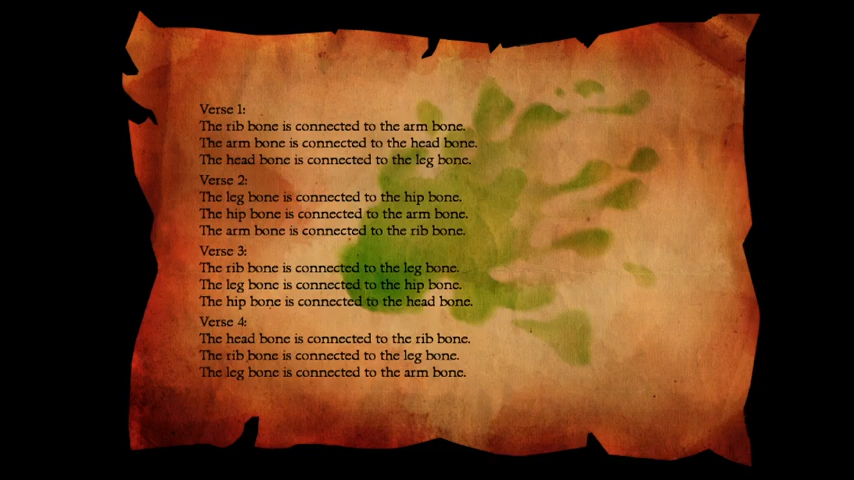 Verse 1:
The rib bone is connected to the arm bone.
The arm bone is connected to the head bone.
The head bone is connected to the leg bone.
Verse 2:
The leg bone is connected to the hip bone.
The hip bone is connected to the arm bone.
The arm bone is connected to the rib bone.
Verse 3:
The rib bone is connected to the leg bone.
The leg bone is connected to the hip bone.
The hip bone is connected to the head bone.
Verse 4:
The head bone is connected to the rib bone.
The rib bone is connected to the leg bone.
The leg bone is connected to the arm bone.